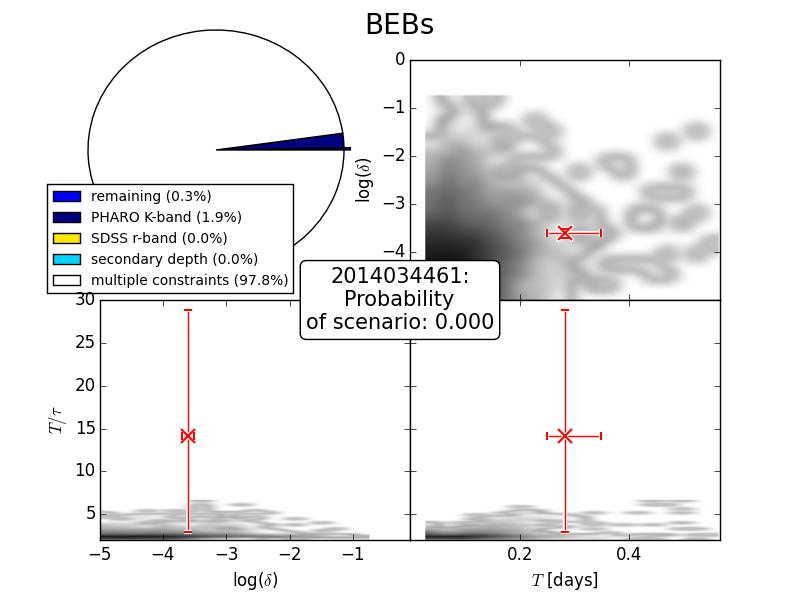 BEBs
remaining (0.3%)
PHARO K-band (1.9%)
SDSS r-band (0.0%)
secondary depth (0.0%)
multiple constraints (97.8%)
0
−1
−2
−3
−4
log(δ)
2014034461:
Probability
of scenario: 0.000
30
25
20
15
10
5
T/τ
−5 −4 −3 −2 −1
log(δ)
0.2 0.4
T [days]